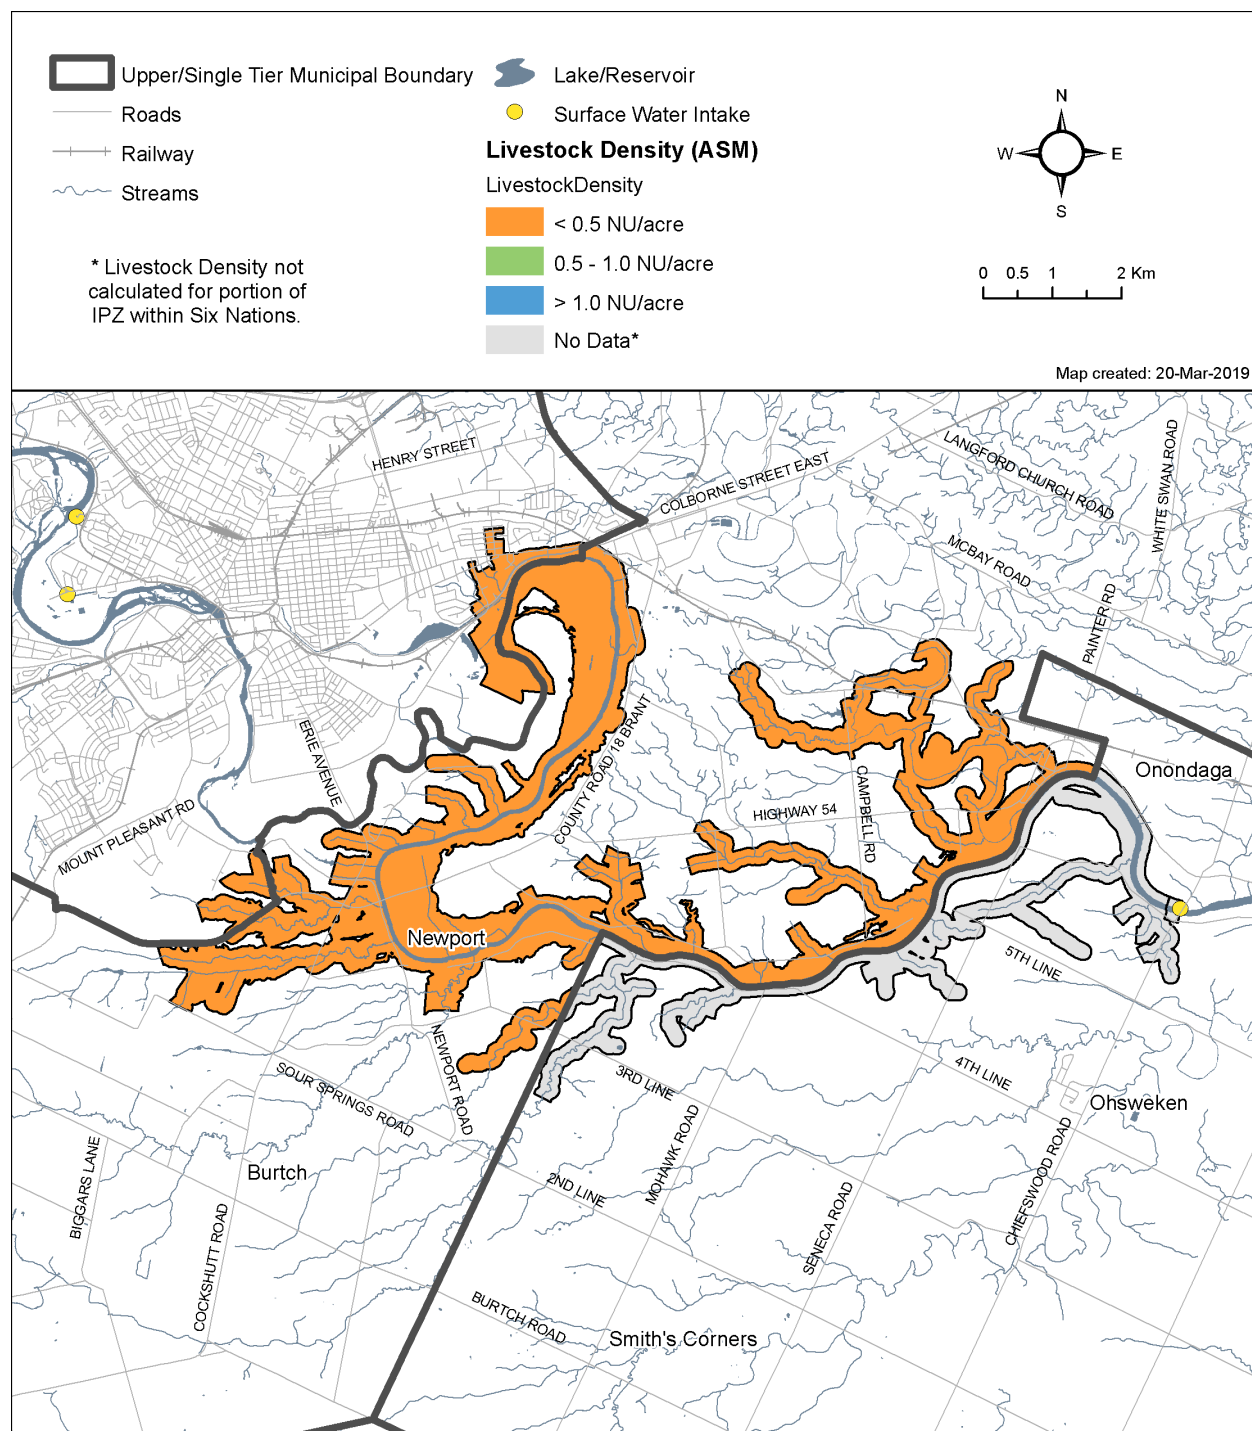 Upper/Single Tier Municipal Boundary
Roads
Railway
Streams
* Livestock Density not
calculated for portion of
IPZ within Six Nations.
Lake/Reservoir
Surface Water Intake
Livestock Density (ASM)
LivestockDensity
< 0.5 NU/acre
0.5 - 1.0 NU/acre
> 1.0 NU/acre
No Data*
N
W
E
S
0 0.5 1 2 Km
Map created: 20-Mar-2019
HENRY STREET
COLBORNE STREET EAST
LANGFORD CHURCH ROAD
WHITE SWAN ROAD
MCBAY ROAD
PAINTER RD
ERIE AVENUE
COUNTY ROAD 18 BRANT
MOUNT PLEASANT RD
HIGHWAY 54
CAMPBELL RD
Onondaga
Newport
5TH LINE
NEWPORT ROAD
SOUR SPRINGS ROAD
3RD LINE
4TH LINE
Ohsweken
BIGGARS LANE
Burtch
COCKSHUTT ROAD
2ND LINE
MOHAWK ROAD
SENECA ROAD
CHIEFSWOOD ROAD
BURTCH ROAD
Smith's Corners